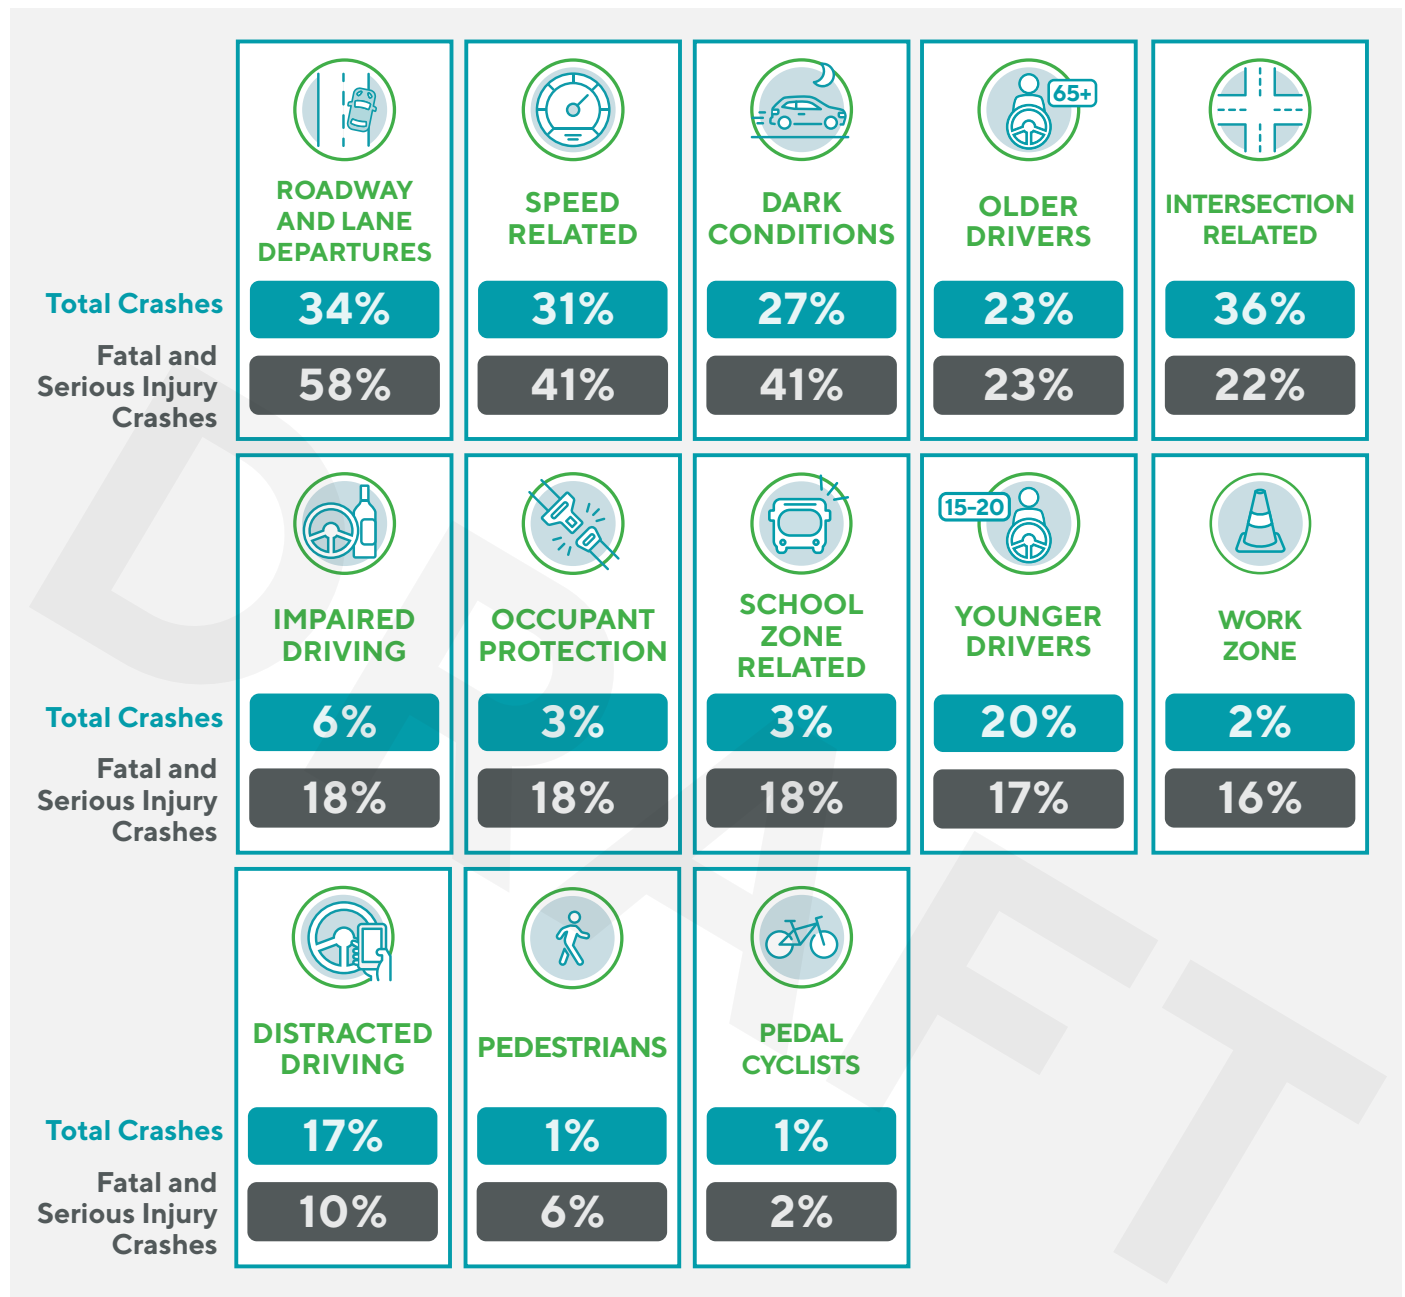 65+
ROADWAY
AND LANE
DEPARTURES
SPEED
RELATED
DARK
CONDITIONS
OLDER
DRIVERS
INTERSECTION
RELATED
Total Crashes
34%
31%
27%
23%
36%
Fatal and
Serious Injury
Crashes
58%
41%
41%
23%
22%
15-20
IMPAIRED
DRIVING
OCCUPANT
PROTECTION
SCHOOL
ZONE
RELATED
YOUNGER
DRIVERS
WORK
ZONE
Total Crashes
6%
3%
3%
20%
2%
Fatal and
Serious Injury
Crashes
18%
18%
18%
17%
16%
DISTRACTED
DRIVING
PEDESTRIANS
PEDAL
CYCLISTS
Total Crashes
17%
1%
1%
Fatal and
Serious Injury
Crashes
10%
6%
2%
DRAFT